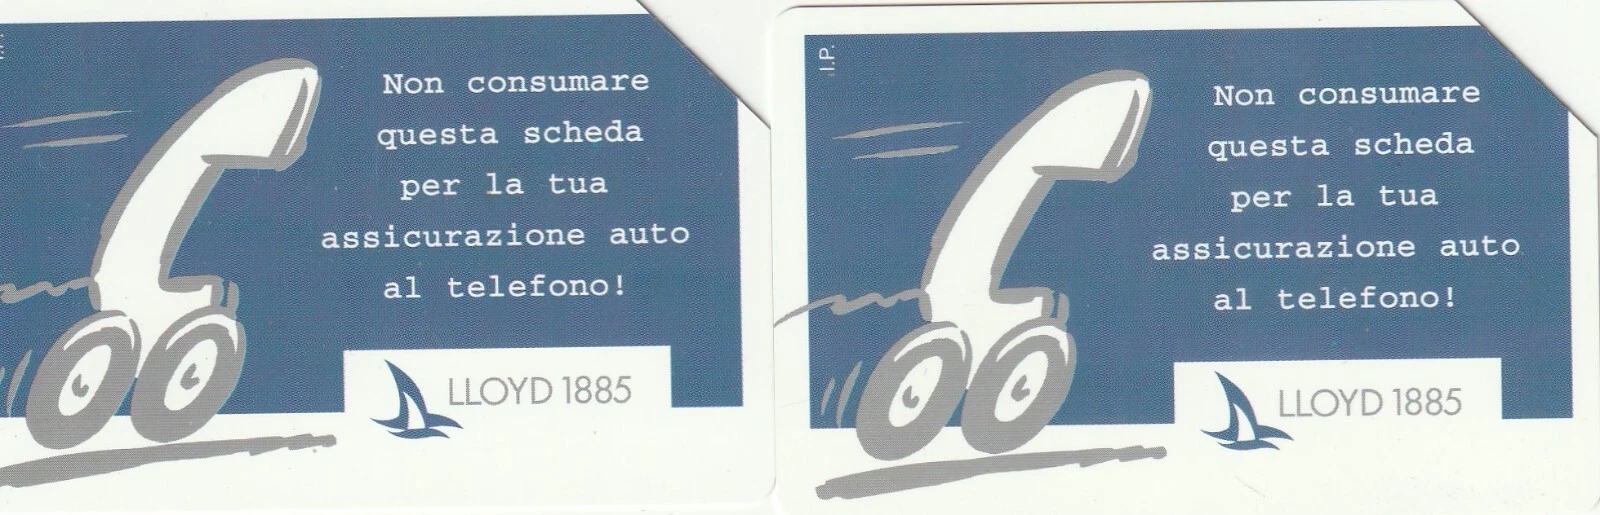 Non consumare
questa scheda
per la tua
assicurazione auto
al telefono!
LLOYD 1885
I.P.
Non consumare
questa scheda
per la tua
assicurazione auto
al telefono!
LLOYD 1885